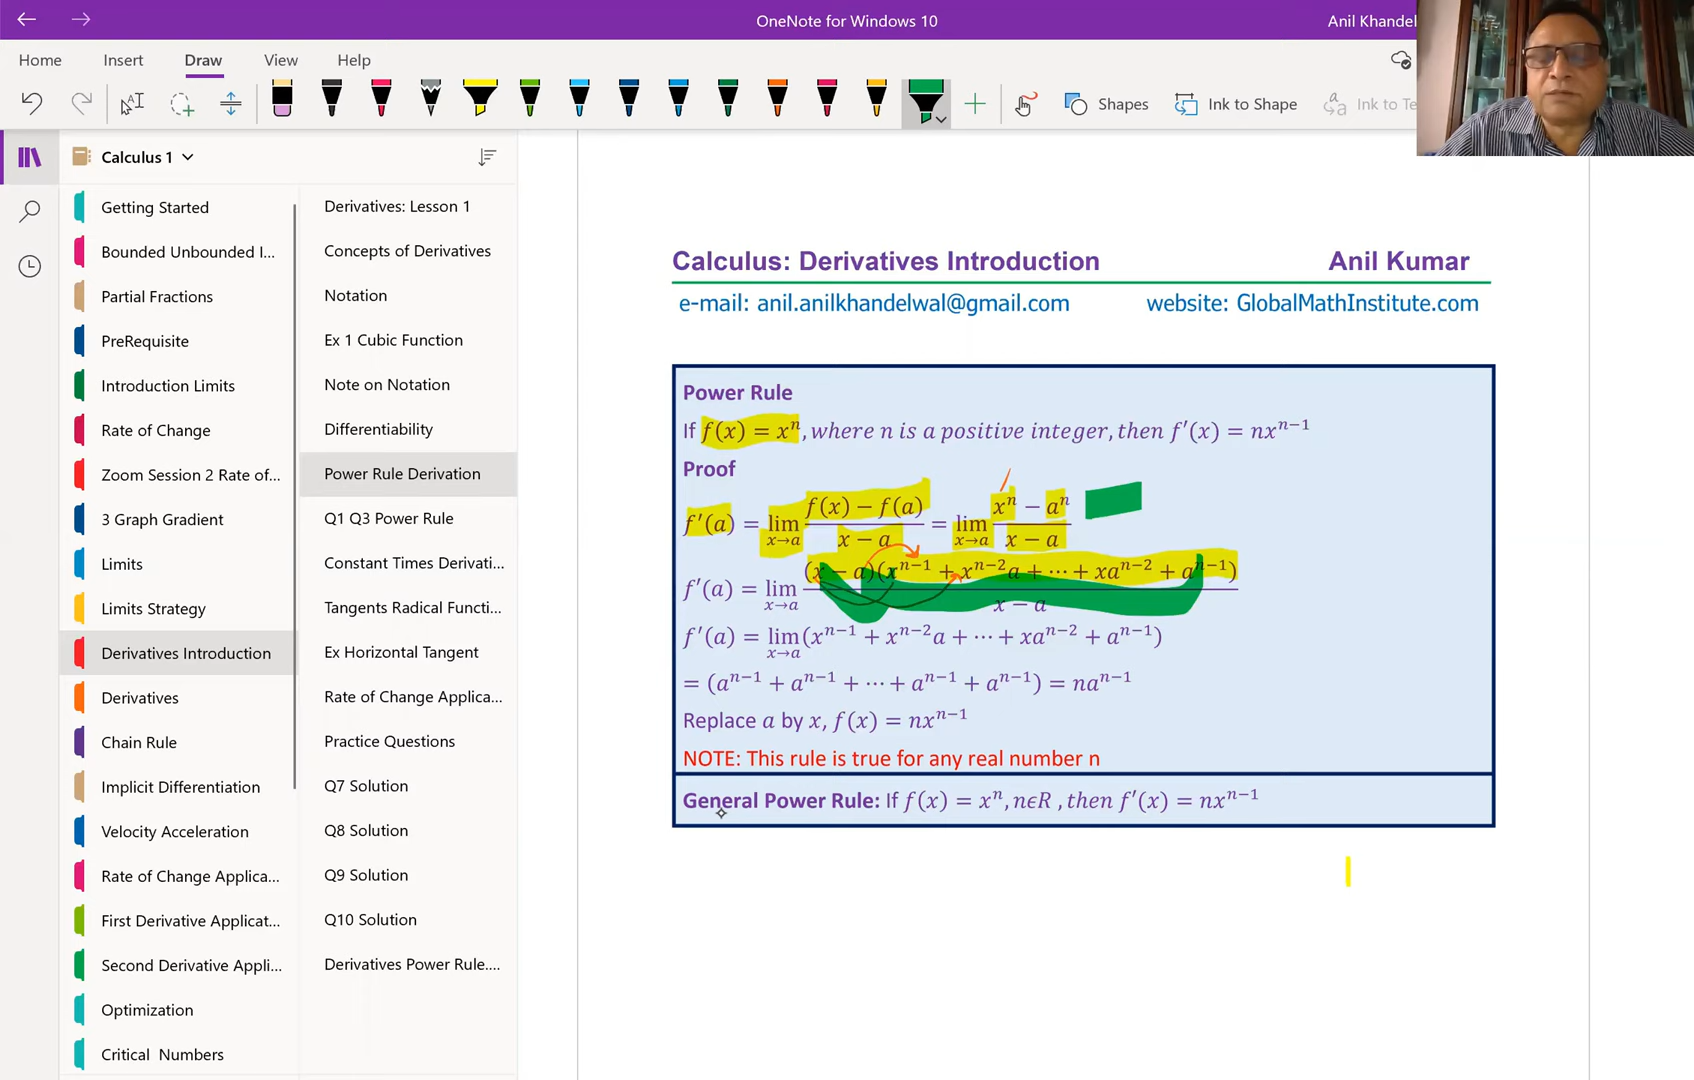 OneNote for Windows 10
Anil Khandel
Home Insert Draw View Help
Shapes Ink to Shape Ink to Te
Calculus 1
Getting Started
Bounded Unbounded I...
Partial Fractions
PreRequisite
Introduction Limits
Rate of Change
Zoom Session 2 Rate of...
3 Graph Gradient
Limits
Limits Strategy
Derivatives Introduction
Derivatives
Chain Rule
Implicit Differentiation
Velocity Acceleration
Rate of Change Applica...
First Derivative Applicat...
Second Derivative Appli...
Optimization
Critical Numbers
Derivatives: Lesson 1
Concepts of Derivatives
Notation
Ex 1 Cubic Function
Note on Notation
Differentiability
Power Rule Derivation
Q1 Q3 Power Rule
Constant Times Derivati...
Tangents Radical Functi...
Ex Horizontal Tangent
Rate of Change Applica...
Practice Questions
Q7 Solution
Q8 Solution
Q9 Solution
Q10 Solution
Derivatives Power Rule....
Calculus: Derivatives Introduction Anil Kumar
e-mail: anil.anilkhandelwal@gmail.com website: GlobalMathInstitute.com
Power Rule
If f(x) = xⁿ, where n is a positive integer, then f′(x) = nxⁿ⁻¹
Proof
f′(a) = lim x→a (f(x) − f(a))/(x − a) = lim x→a (xⁿ − aⁿ)/(x − a)
f′(a) = lim x→a (x − a)(xⁿ⁻¹ + xⁿ⁻²a + ⋯ + xaⁿ⁻² + aⁿ⁻¹)/(x − a)
f′(a) = lim x→a (xⁿ⁻¹ + xⁿ⁻²a + ⋯ + xaⁿ⁻² + aⁿ⁻¹)
= (aⁿ⁻¹ + aⁿ⁻¹ + ⋯ + aⁿ⁻¹ + aⁿ⁻¹) = naⁿ⁻¹
Replace a by x, f(x) = nxⁿ⁻¹
NOTE: This rule is true for any real number n
General Power Rule: If f(x) = xⁿ, nϵR , then f′(x) = nxⁿ⁻¹